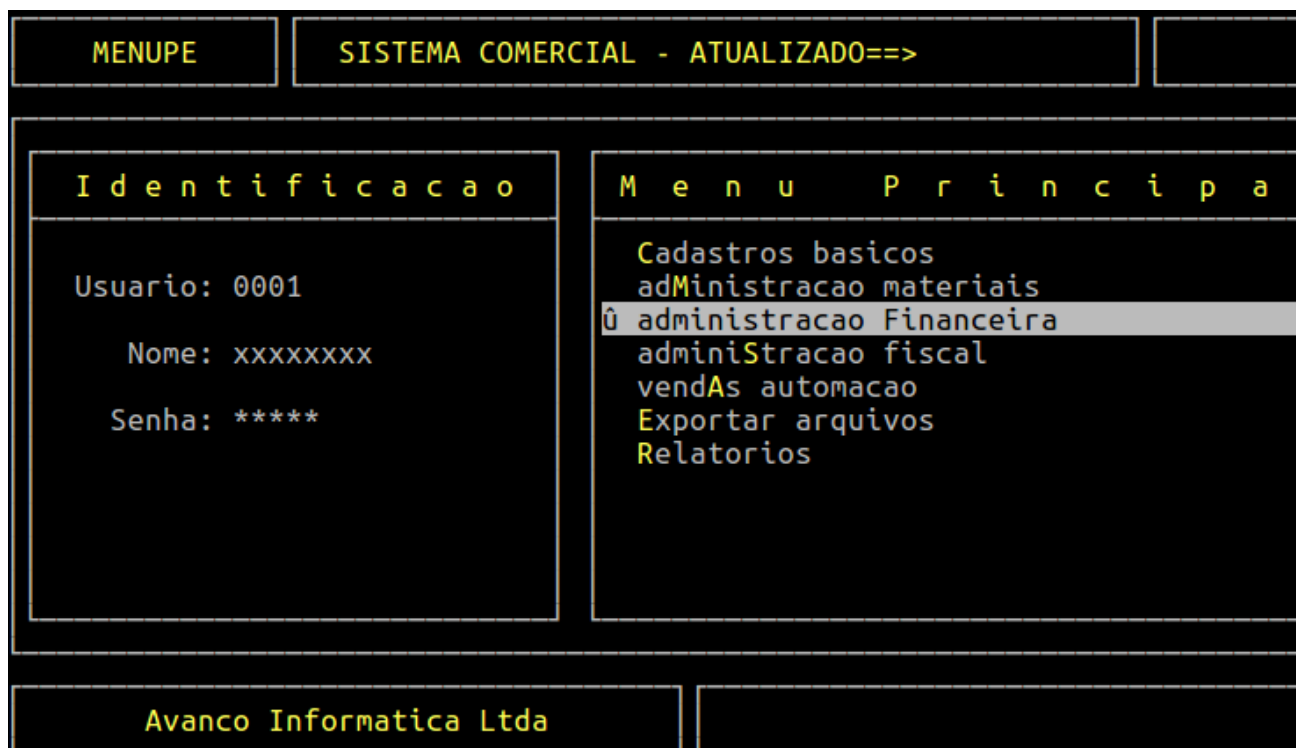 MENUPE
SISTEMA COMERCIAL - ATUALIZADO==>
I d e n t i f i c a c a o
Usuario: 0001
Nome: xxxxxxxx
Senha: *****
M e n u   P r i n c i p a
Cadastros basicos
adMinistracao materiais
û administracao Financeira
adminiStracao fiscal
vendAs automacao
Exportar arquivos
Relatorios
Avanco Informatica Ltda